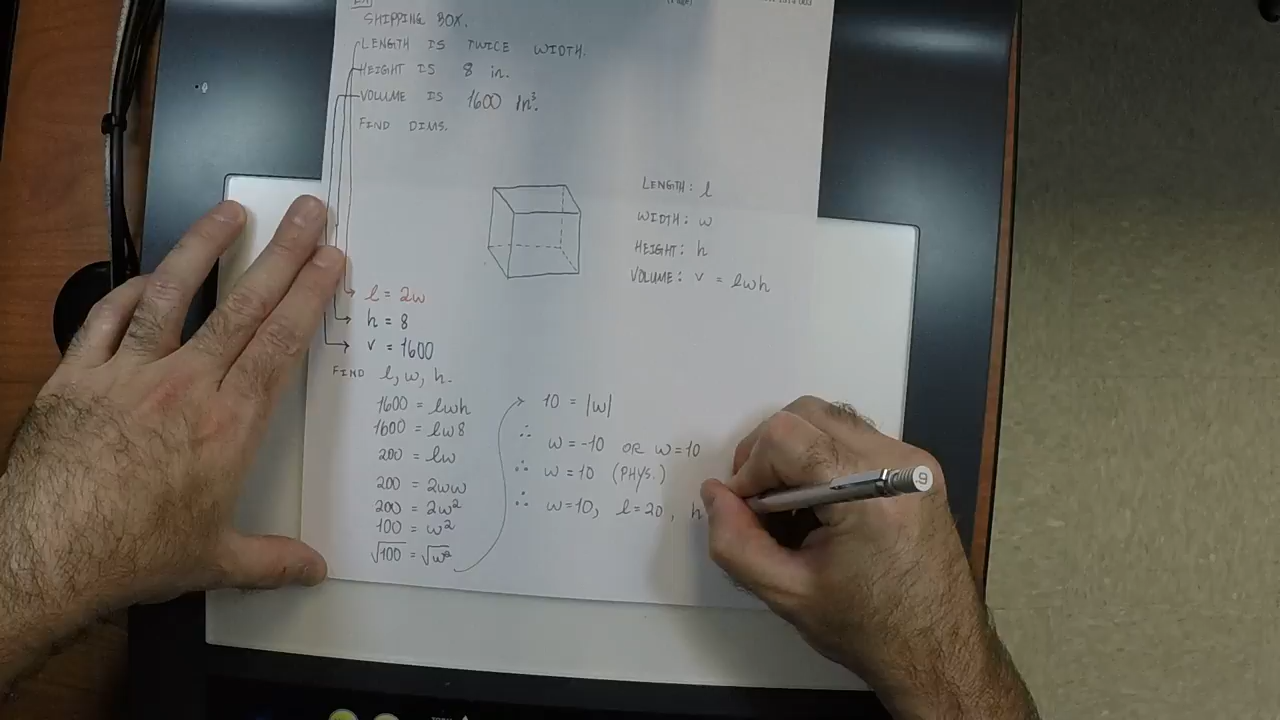 SHIPPING BOX.
LENGTH IS TWICE WIDTH.
HEIGHT IS 8 in.
VOLUME IS 1600 in³.
FIND DIMS.
LENGTH: l
WIDTH: w
HEIGHT: h
VOLUME: v = lwh
l = 2w
h = 8
v = 1600
FIND l, w, h.
1600 = lwh
1600 = lw8
200 = lw
200 = 2ww
200 = 2w²
100 = w²
√100 = √w²
10 = |w|
∴ w = -10 OR w = 10
∴ w = 10 (PHYS.)
∴ w = 10, l = 20, h
.9